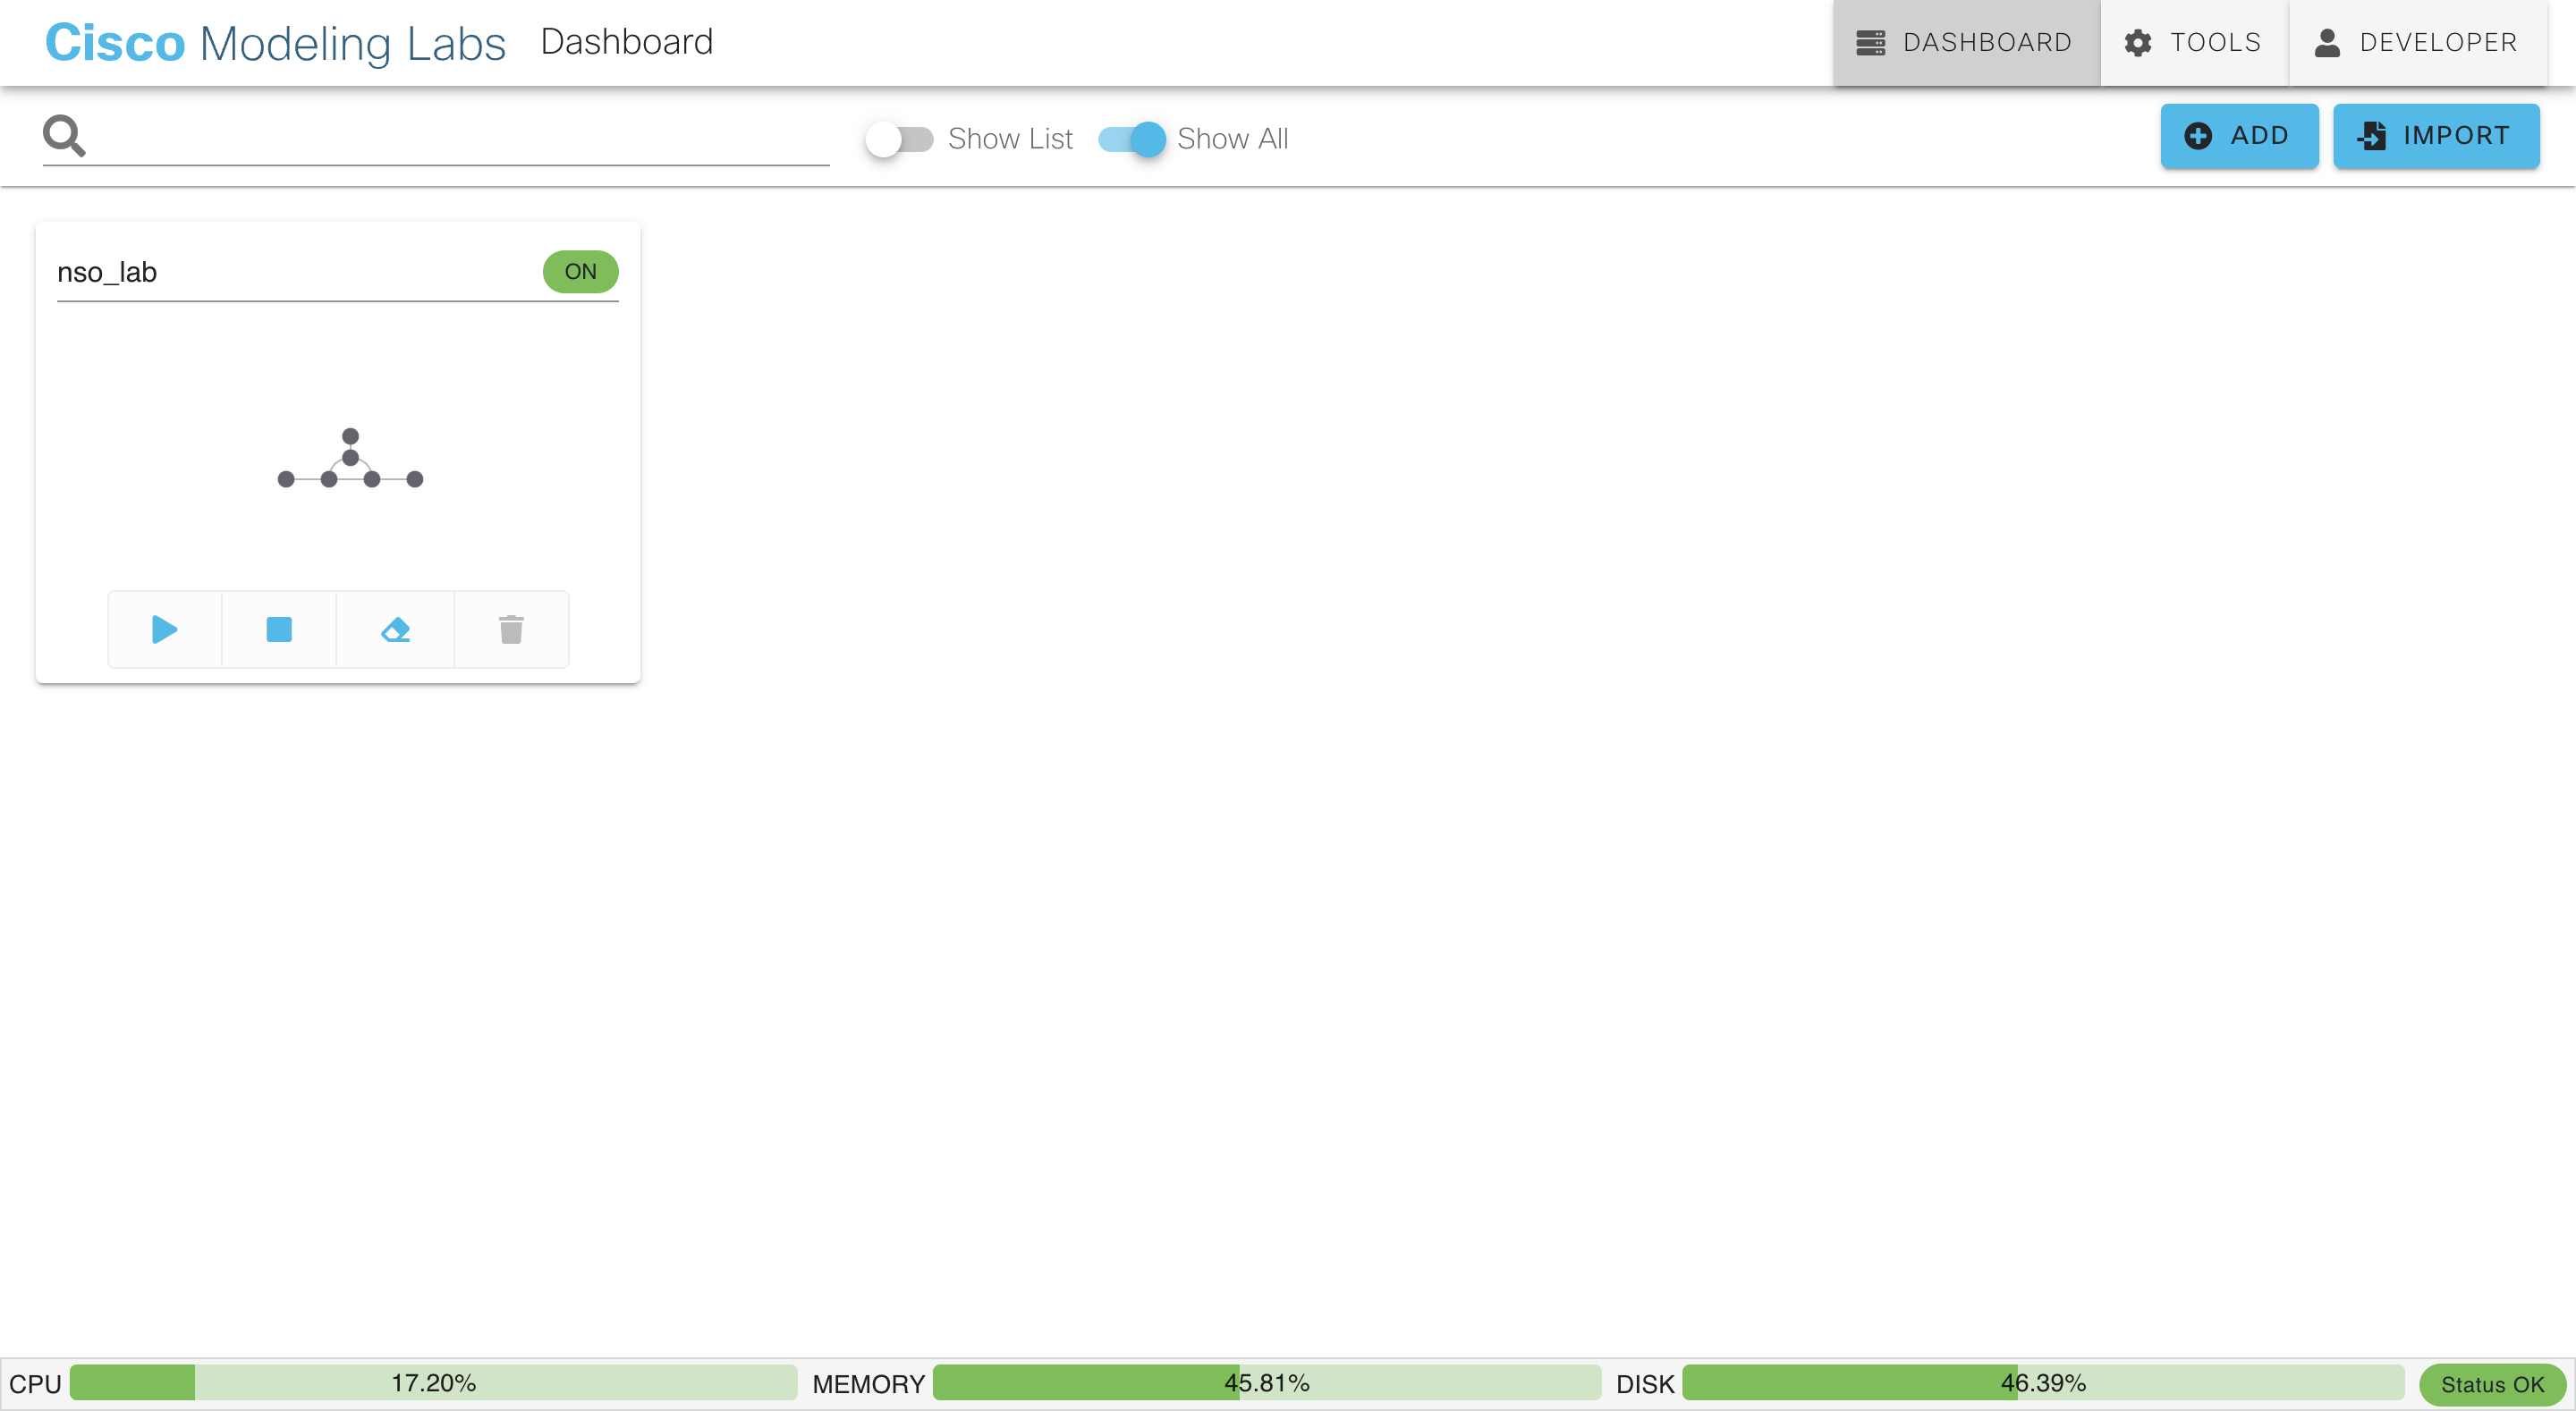 Cisco Modeling Labs Dashboard DASHBOARD TOOLS DEVELOPER
Show List Show All ADD IMPORT
nso_lab ON
CPU 17.20% MEMORY 45.81% DISK 46.39% Status OK